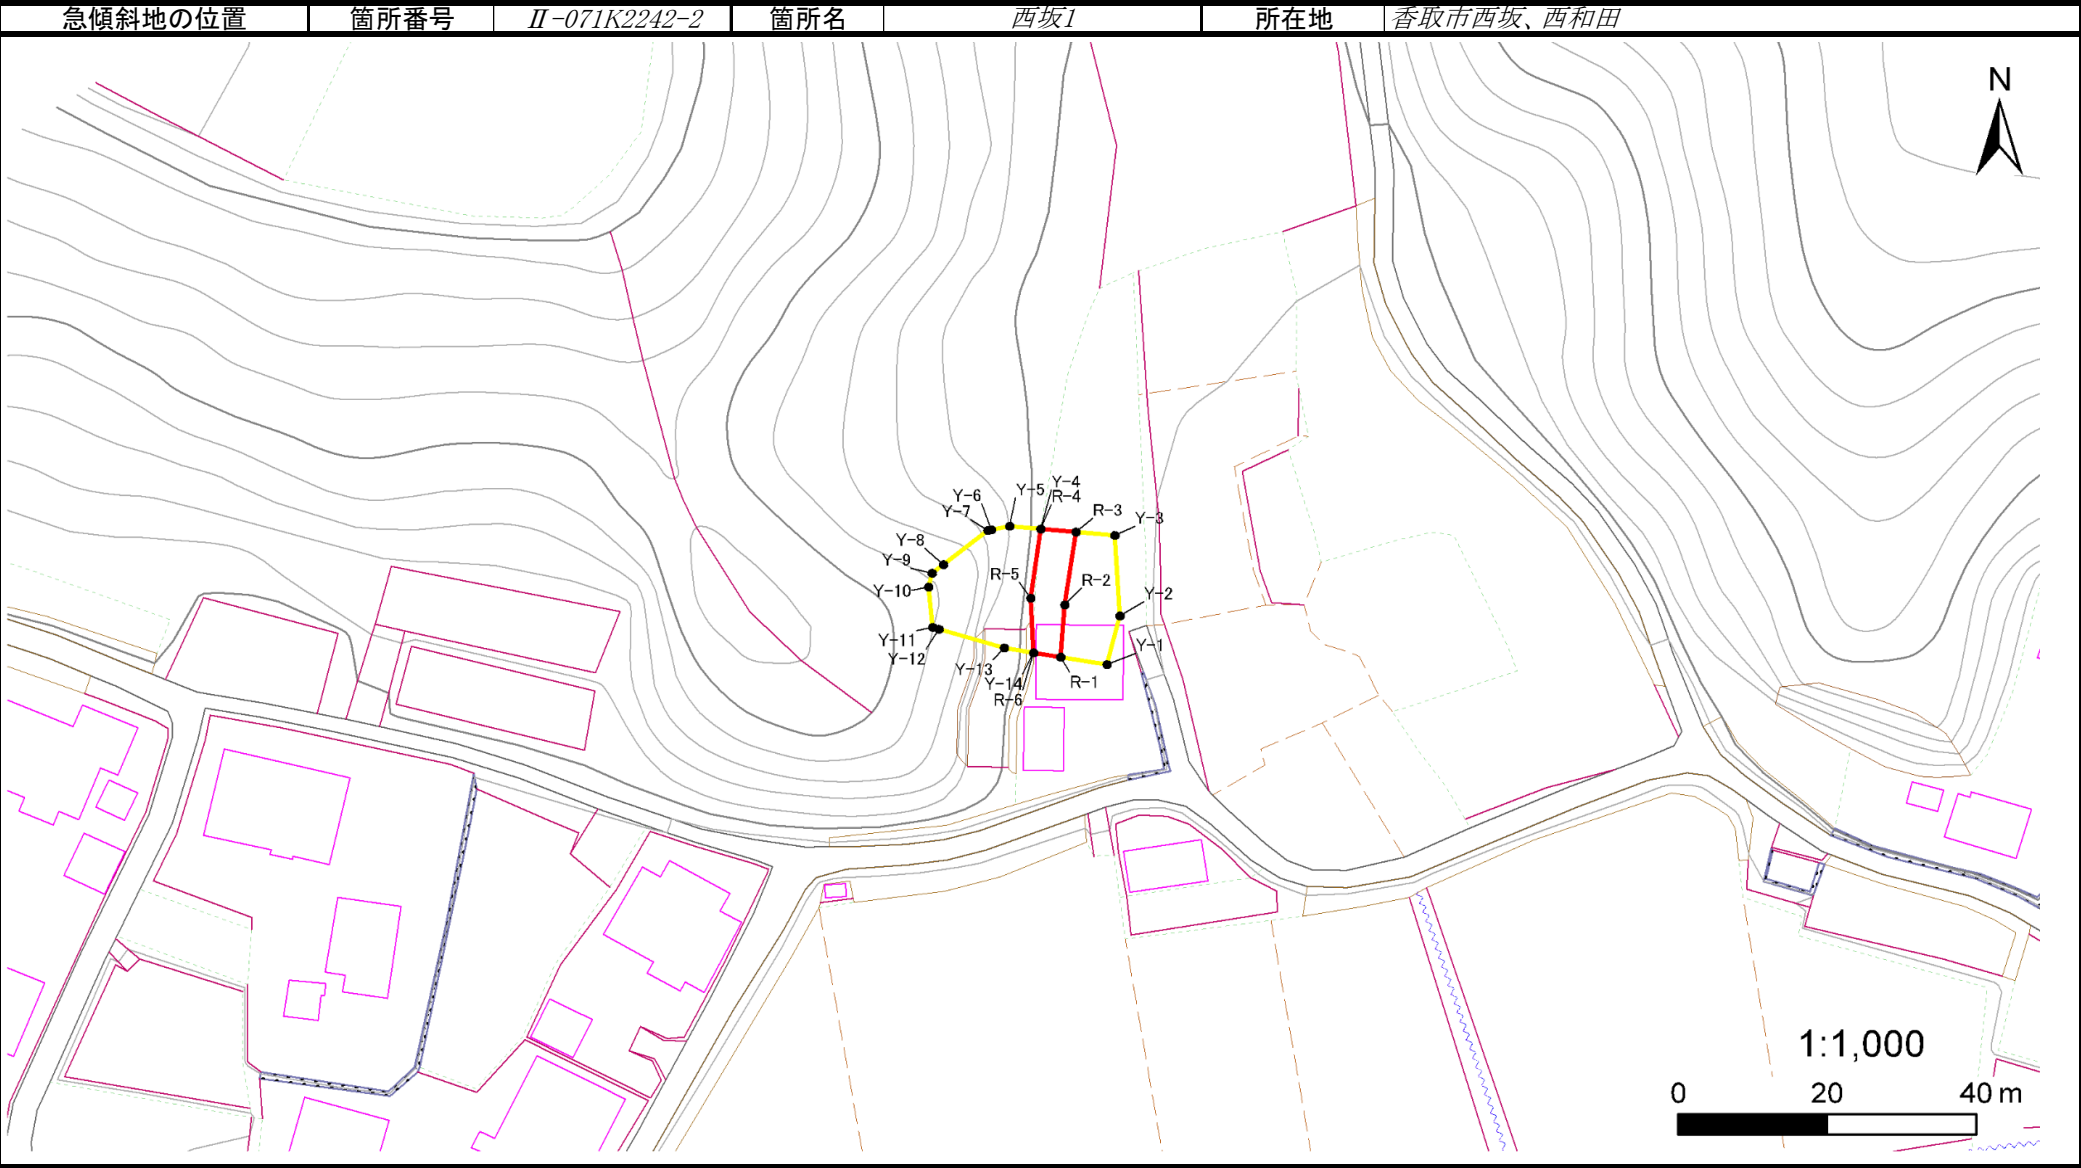 急傾斜地の位置 箇所番号 Ⅱ-071K2242-2 箇所名 西坂1 所在地 香取市西坂、西和田
N
Y-4
Y-5
Y-6
R-4
Y-7
R-3
Y-3
Y-8
Y-9
R-5
R-2
Y-10
Y-2
Y-11
Y-12
Y-1
Y-13
Y-14
R-1
R-6
1:1,000
0 20 40 m